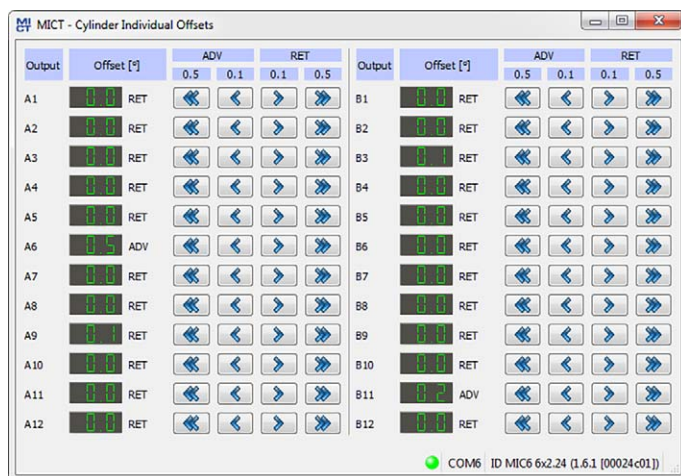 MICT - Cylinder Individual Offsets
Output Offset [°] ADV RET Output Offset [°] ADV RET
0.5 0.1 0.1 0.5 0.5 0.1 0.1 0.5
A1 0.0 RET B1 0.0 RET
A2 0.0 RET B2 0.0 RET
A3 0.0 RET B3 0.1 RET
A4 0.0 RET B4 0.0 RET
A5 0.0 RET B5 0.0 RET
A6 0.5 ADV B6 0.0 RET
A7 0.0 RET B7 0.0 RET
A8 0.0 RET B8 0.0 RET
A9 0.1 RET B9 0.0 RET
A10 0.0 RET B10 0.0 RET
A11 0.0 RET B11 0.2 ADV
A12 0.0 RET B12 0.0 RET
COM6 ID MIC6 6x2.24 (1.6.1 [00024c01])